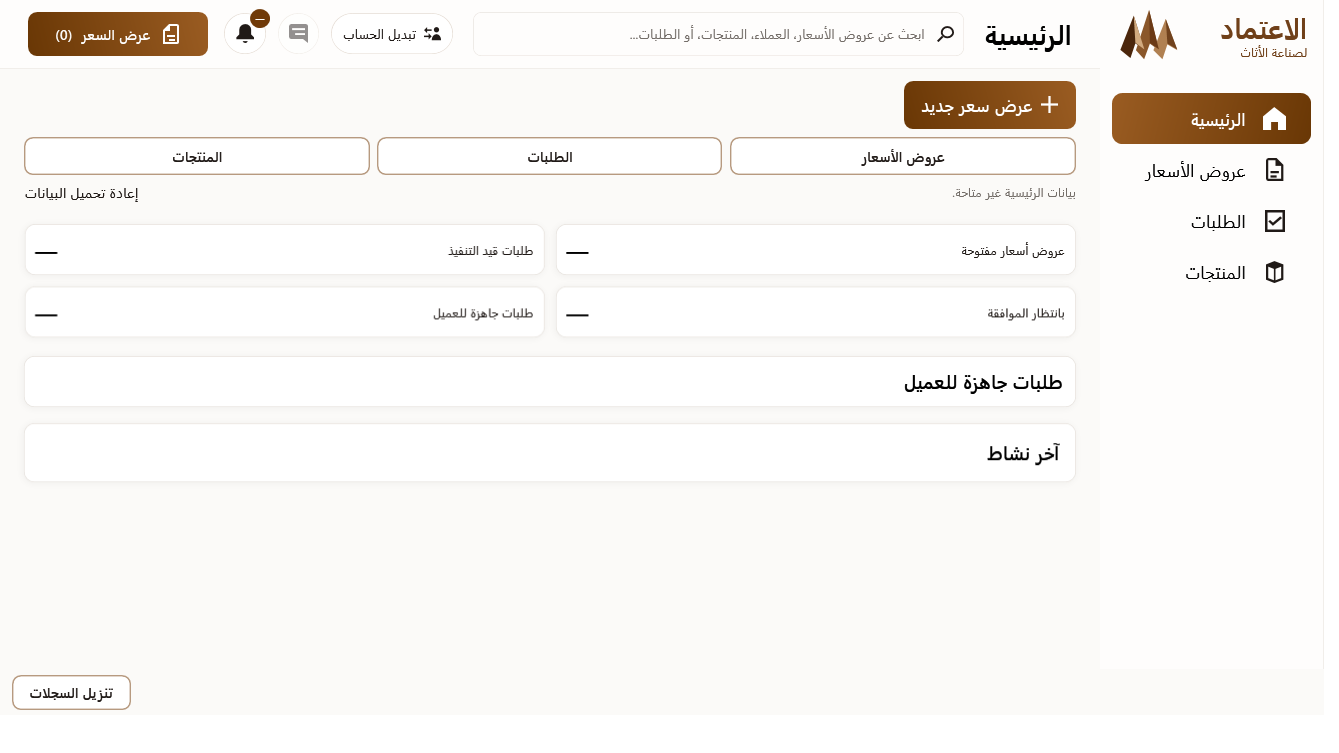 الاعتماد
لصناعة الأثاث
الرئيسية
عروض الأسعار
الطلبات
المنتجات
الرئيسية
ابحث عن عروض الأسعار، العملاء، المنتجات، أو الطلبات...
تبديل الحساب
—
عرض السعر (0)
+ عرض سعر جديد
عروض الأسعار
الطلبات
المنتجات
بيانات الرئيسية غير متاحة.
إعادة تحميل البيانات
عروض أسعار مفتوحة
—
طلبات قيد التنفيذ
—
بانتظار الموافقة
—
طلبات جاهزة للعميل
—
طلبات جاهزة للعميل
آخر نشاط
تنزيل السجلات